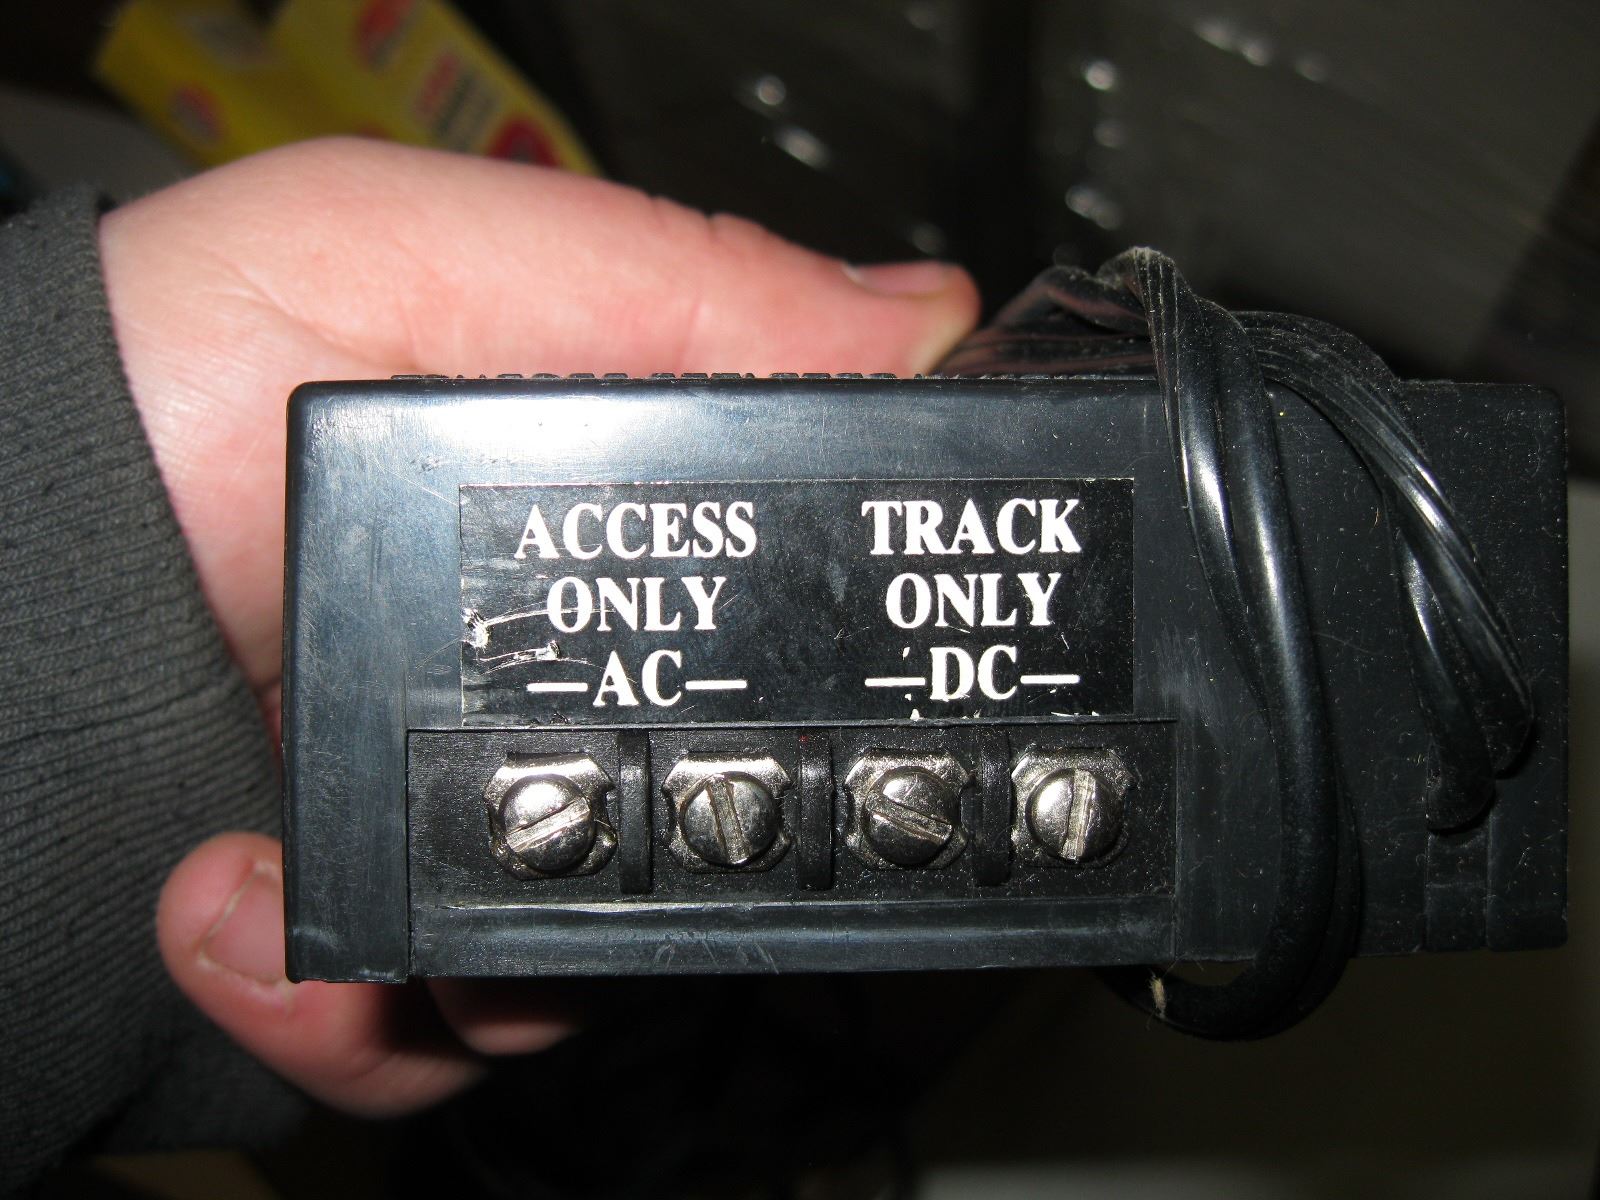 ACCESS
ONLY
—AC—
TRACK
ONLY
—DC—